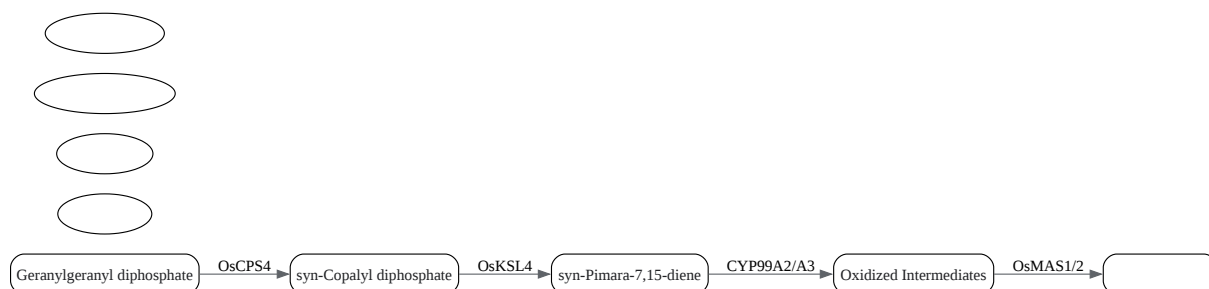 Geranylgeranyl diphosphate OsCPS4 syn-Copalyl diphosphate OsKSL4 syn-Pimara-7,15-diene CYP99A2/A3 Oxidized Intermediates OsMAS1/2